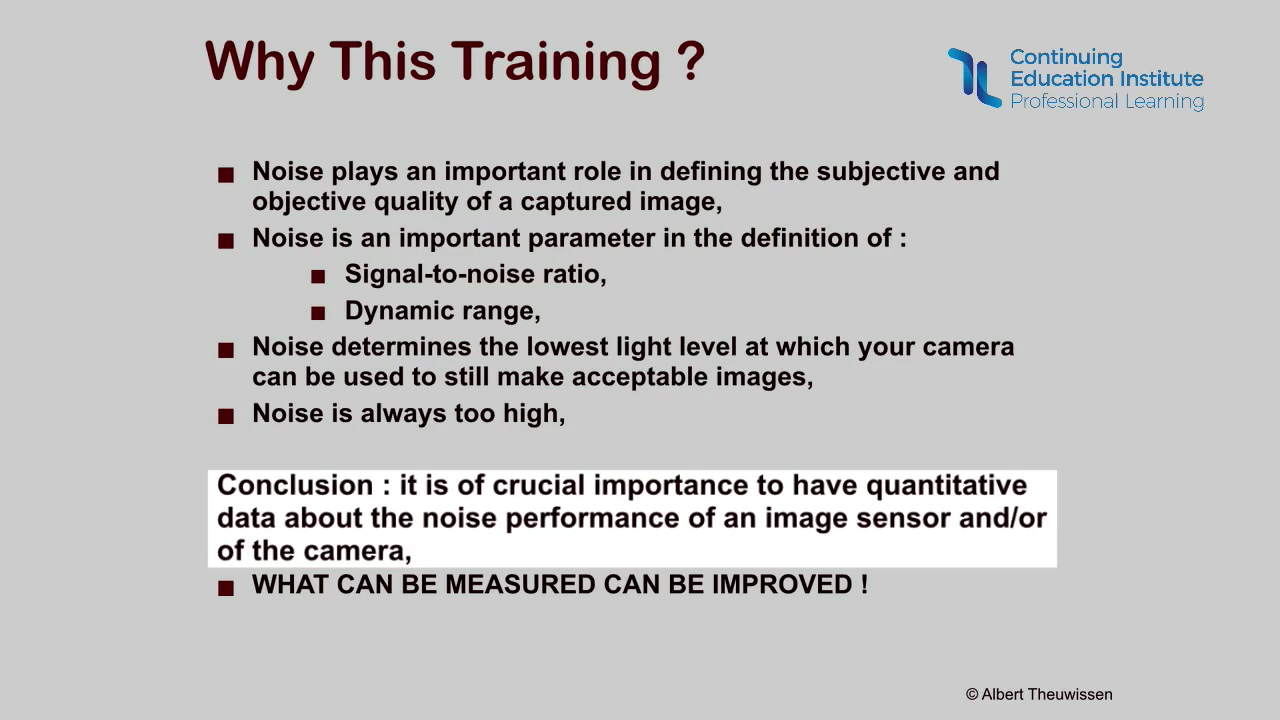 Why This Training ?
Continuing
Education Institute
Professional Learning
Noise plays an important role in defining the subjective and
objective quality of a captured image,
Noise is an important parameter in the definition of :
Signal-to-noise ratio,
Dynamic range,
Noise determines the lowest light level at which your camera
can be used to still make acceptable images,
Noise is always too high,
Conclusion : it is of crucial importance to have quantitative
data about the noise performance of an image sensor and/or
of the camera,
WHAT CAN BE MEASURED CAN BE IMPROVED !
© Albert Theuwissen